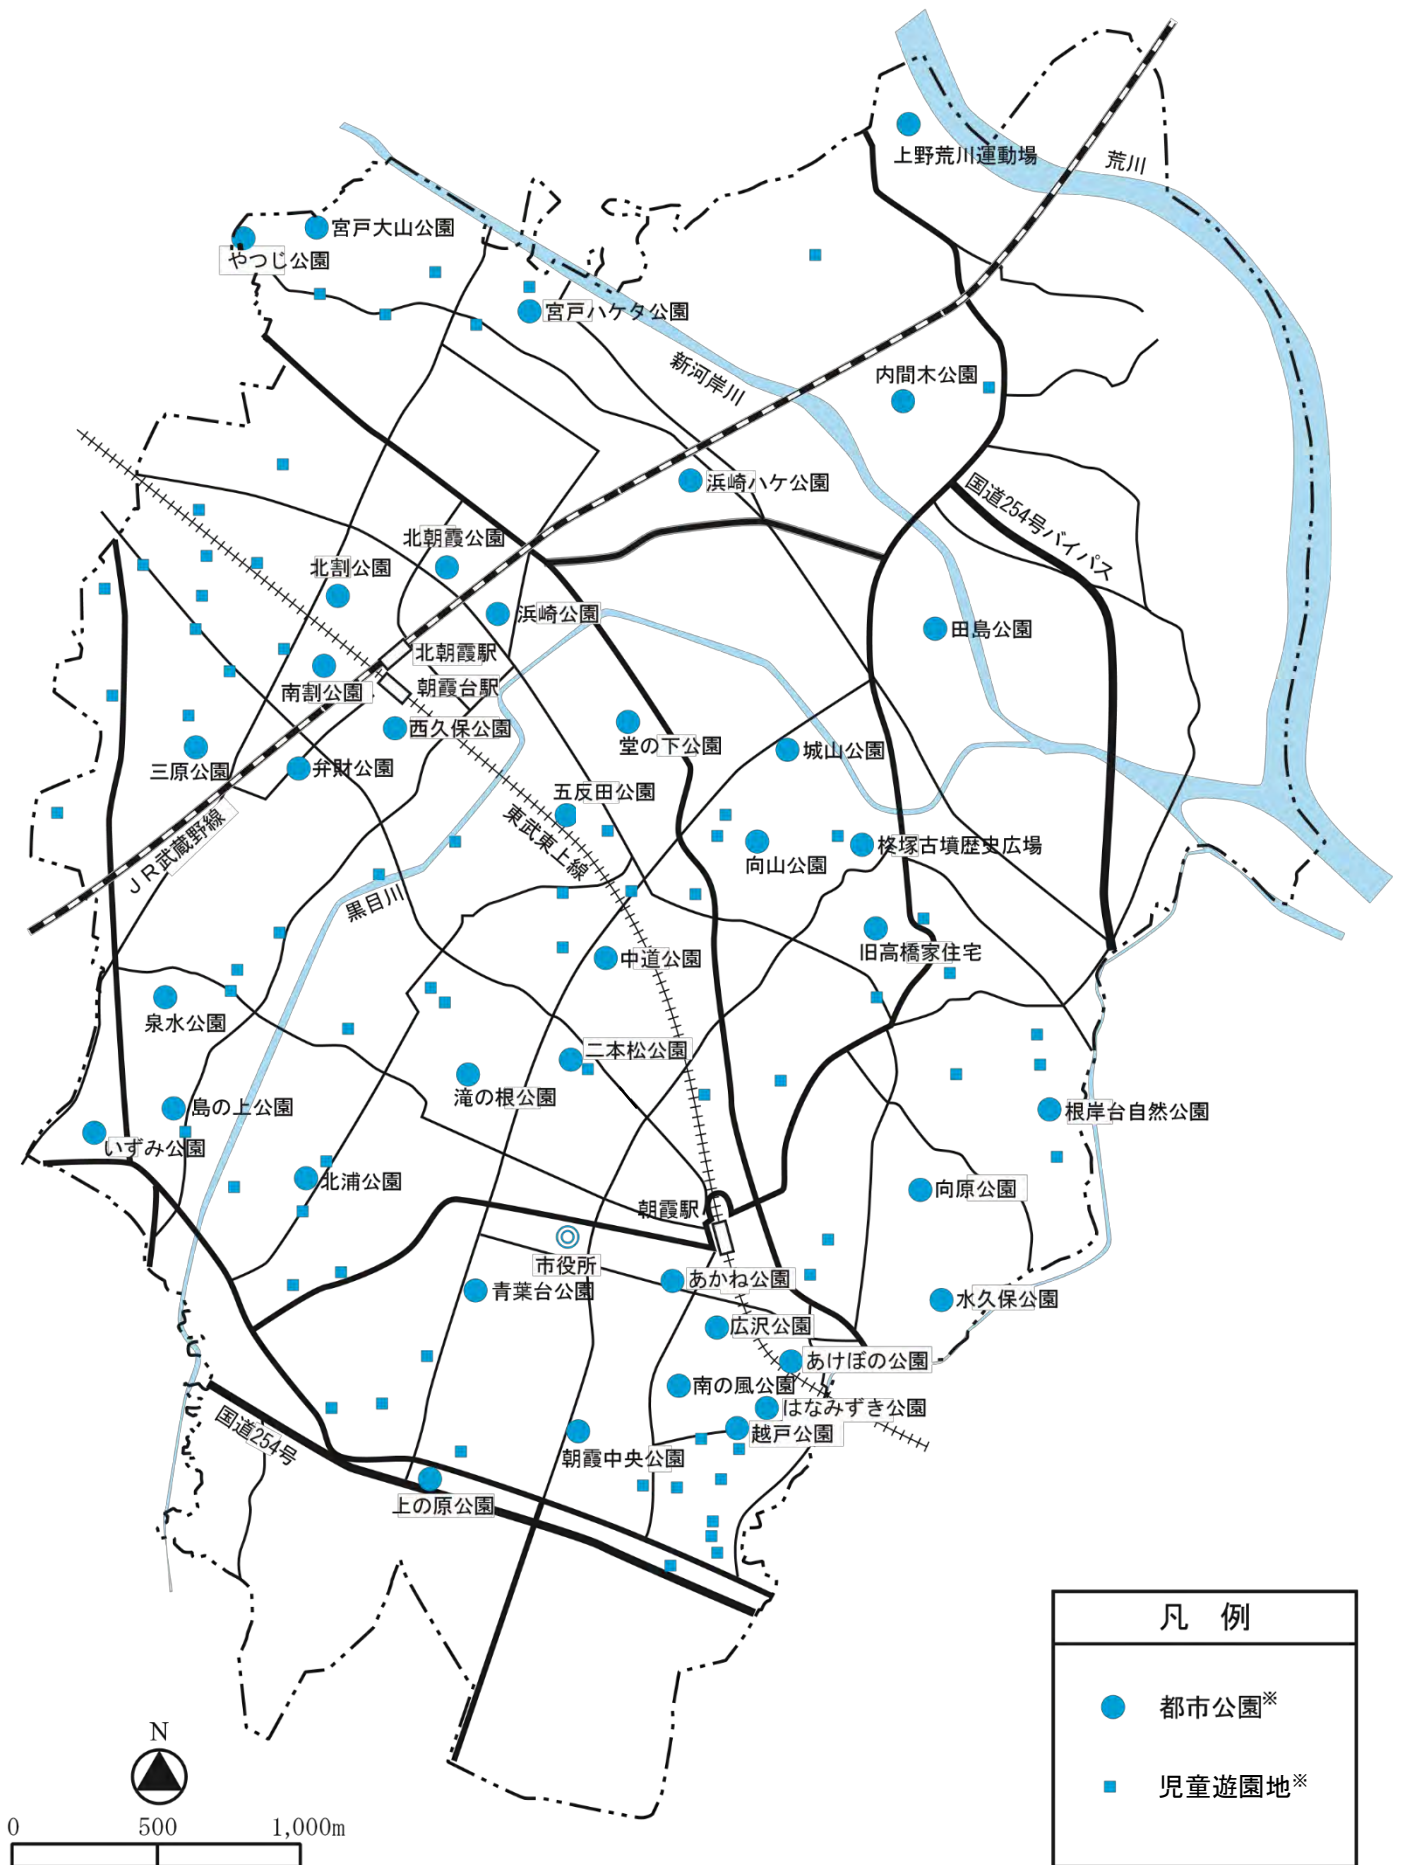 上野荒川運動場
荒川
宮戸大山公園
やつじ公園
宮戸ハケタ公園
新河岸川
内間木公園
浜崎ハケ公園
国道254号バイパス
北朝霞公園
北割公園
浜崎公園
田島公園
北朝霞駅
南割公園
朝霞台駅
西久保公園
堂の下公園
城山公園
三原公園
弁財公園
五反田公園
東武東上線
JR武蔵野線
向山公園
柊塚古墳歴史広場
黒目川
旧高橋家住宅
中道公園
泉水公園
二本松公園
滝の根公園
島の上公園
根岸台自然公園
いずみ公園
北浦公園
向原公園
朝霞駅
市役所
あかね公園
青葉台公園
水久保公園
広沢公園
あけぼの公園
南の風公園
はなみずき公園
越戸公園
国道254号
朝霞中央公園
上の原公園
凡 例
都市公園※
児童遊園地※
N
0 500 1,000m